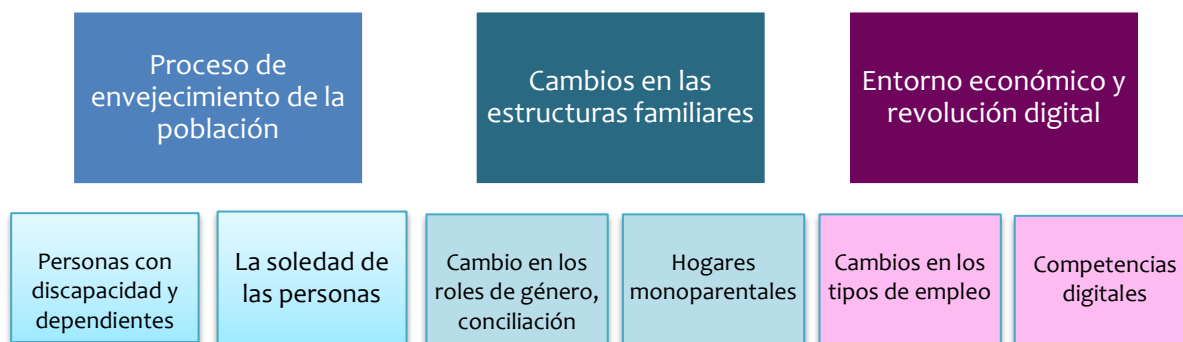 Proceso de
envejecimiento de la
población
Cambios en las
estructuras familiares
Entorno económico y
revolución digital
Personas con
discapacidad y
dependientes
La soledad de
las personas
Cambio en los
roles de género,
conciliación
Hogares
monoparentales
Cambios en los
tipos de empleo
Competencias
digitales